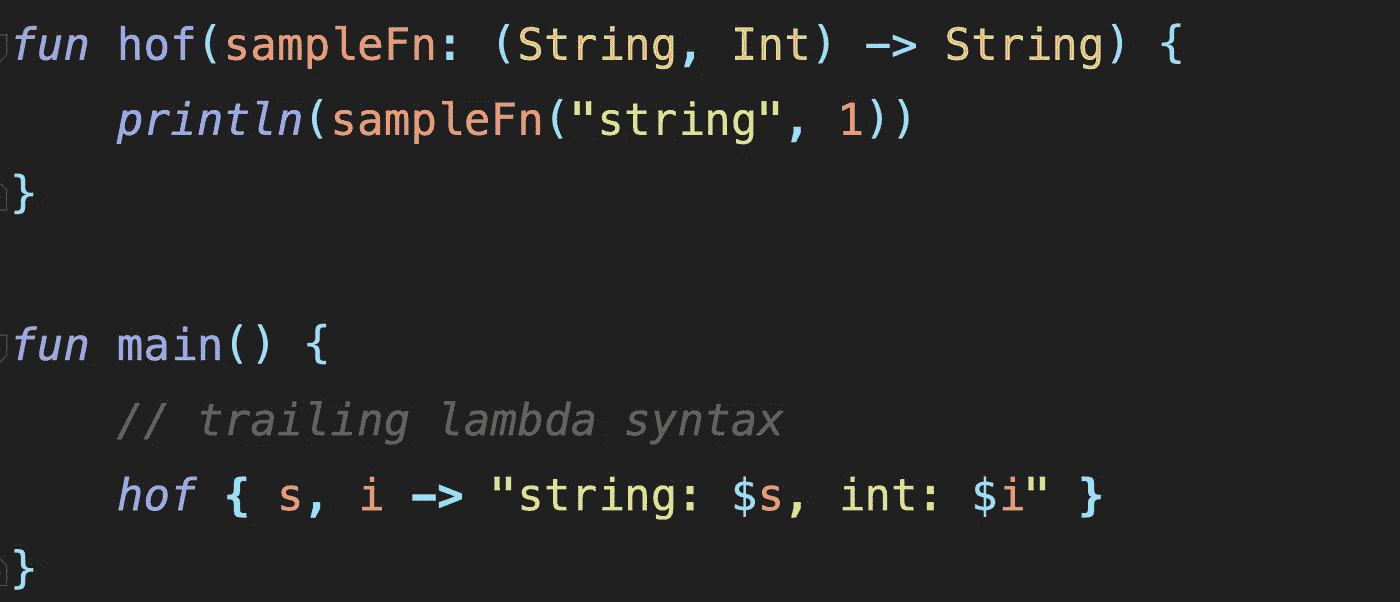 fun hof(sampleFn: (String, Int) -> String) {
    println(sampleFn("string", 1))
}
fun main() {
    // trailing lambda syntax
    hof { s, i -> "string: $s, int: $i" }
}